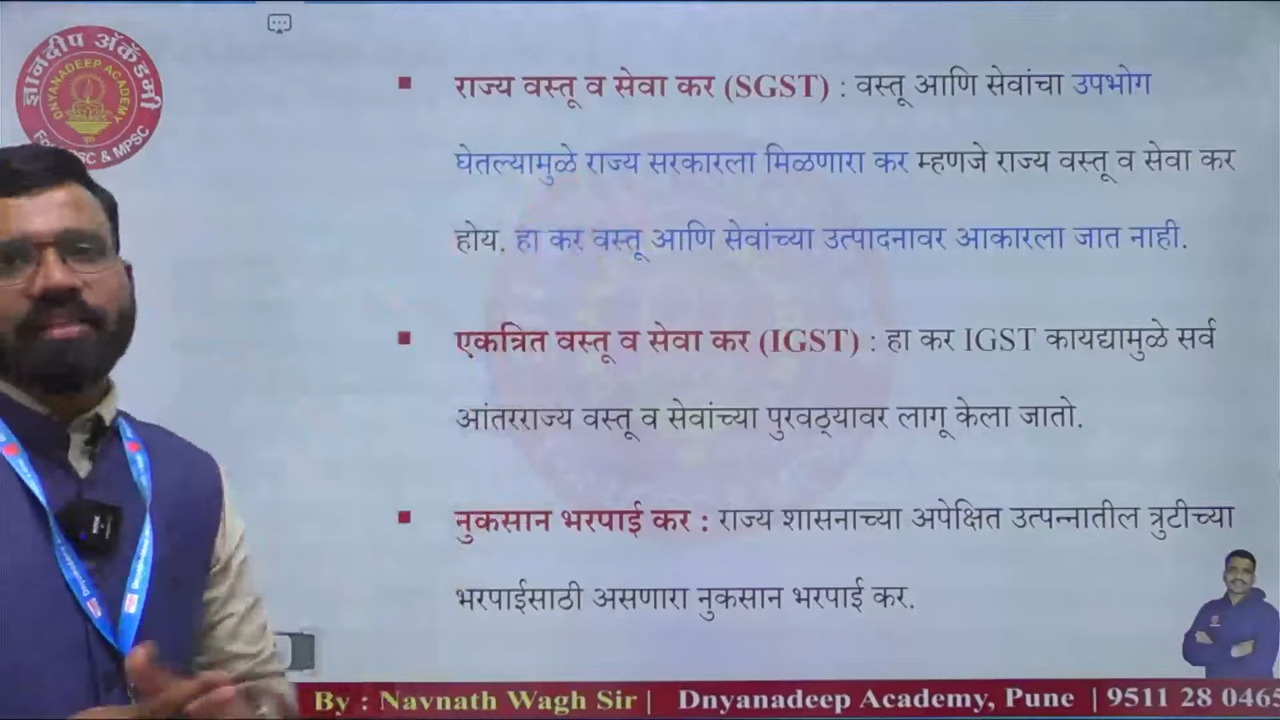 ज्ञानदीप अॅकॅडमी
DNYANADEEP ACADEMY
राज्य वस्तू व सेवा कर (SGST) : वस्तू आणि सेवांचा उपभोग
घेतल्यामुळे राज्य सरकारला मिळणारा कर म्हणजे राज्य वस्तू व सेवा कर
होय. हा कर वस्तू आणि सेवांच्या उत्पादनावर आकारला जात नाही.
एकत्रित वस्तू व सेवा कर (IGST) : हा कर IGST कायद्यामुळे सर्व
आंतरराज्य वस्तू व सेवांच्या पुरवठ्यावर लागू केला जातो.
नुकसान भरपाई कर : राज्य शासनाच्या अपेक्षित उत्पन्नातील त्रुटीच्या
भरपाईसाठी असणारा नुकसान भरपाई कर.
By : Navnath Wagh Sir | Dnyanadeep Academy, Pune | 9511 28 0465